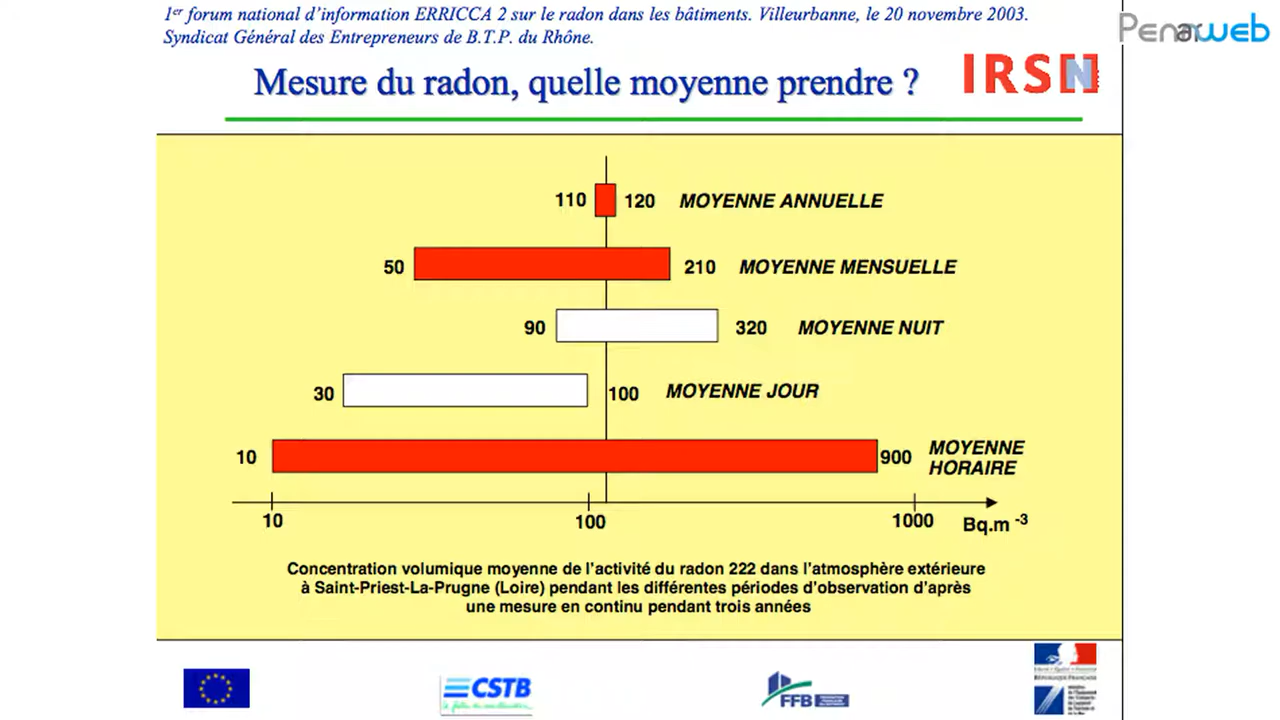 1er forum national d’information ERRICCA 2 sur le radon dans les bâtiments. Villeurbanne, le 20 novembre 2003.
Syndicat Général des Entrepreneurs de B.T.P. du Rhône.
Mesure du radon, quelle moyenne prendre ?
IRSN
110 120 MOYENNE ANNUELLE
50 210 MOYENNE MENSUELLE
90 320 MOYENNE NUIT
30 100 MOYENNE JOUR
10 900 MOYENNE
HORAIRE
10 100 1000 Bq.m -3
Concentration volumique moyenne de l’activité du radon 222 dans l’atmosphère extérieure
à Saint-Priest-La-Prugne (Loire) pendant les différentes périodes d’observation d’après
une mesure en continu pendant trois années
CSTB
FFB
RÉPUBLIQUE FRANÇAISE